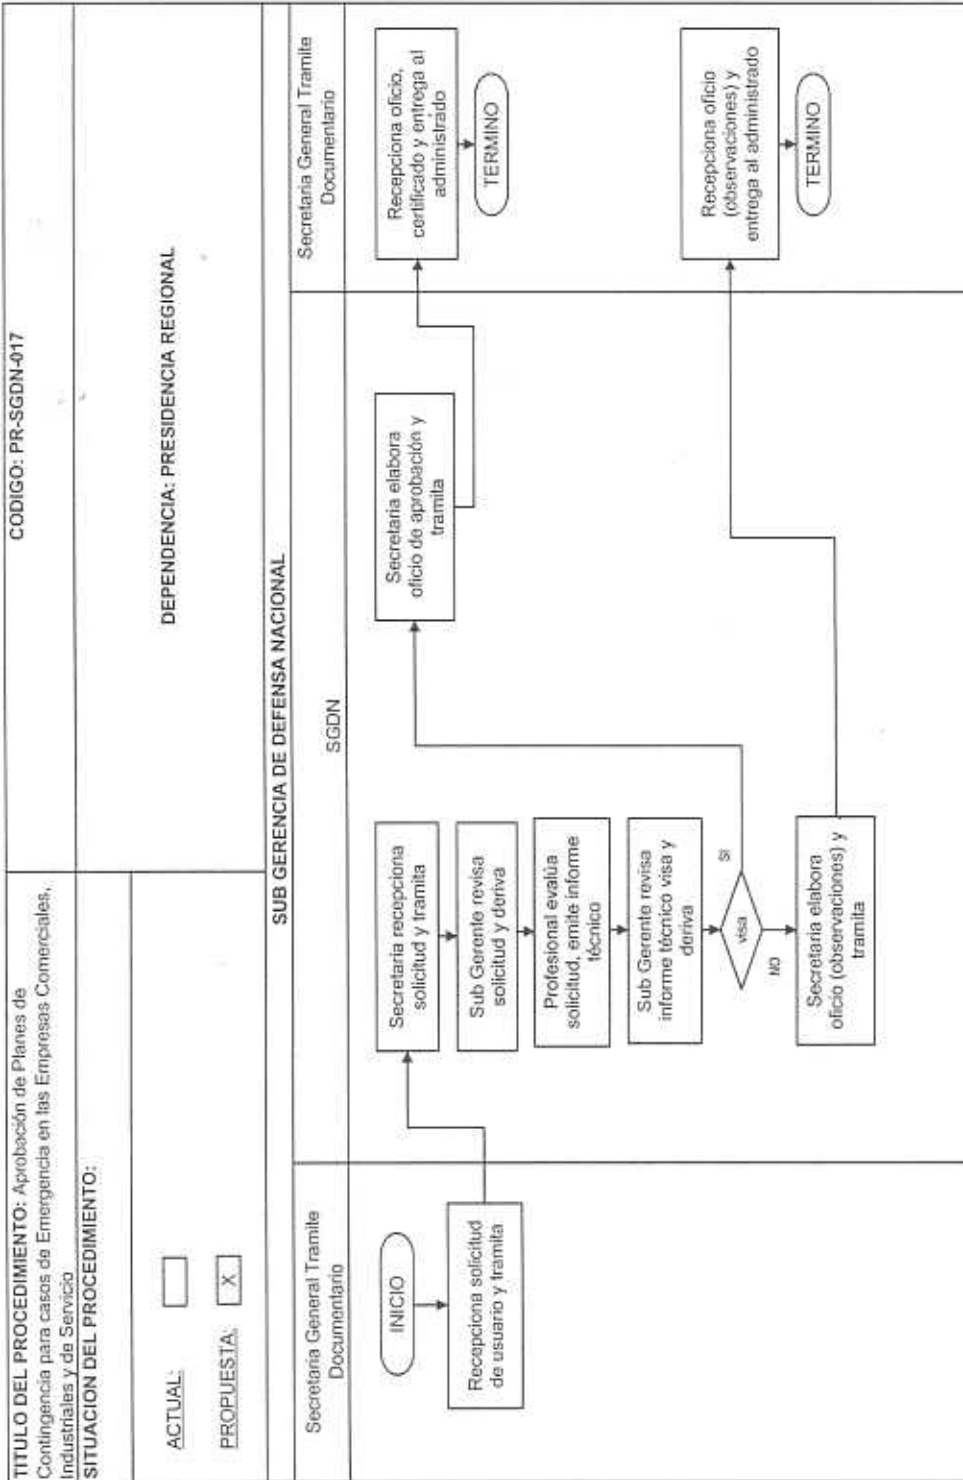 TITULO DEL PROCEDIMIENTO: Aprobación de Planes de
Contingencia para casos de Emergencia en las Empresas Comerciales,
Industriales y de Servicio
CODIGO: PR-SGDN-017
SITUACION DEL PROCEDIMIENTO:
ACTUAL:
PROPUESTA: X
DEPENDENCIA: PRESIDENCIA REGIONAL
SUB GERENCIA DE DEFENSA NACIONAL
Secretaria General Tramite
Documentario
SGDN
Secretaria General Tramite
Documentario
INICIO
Recepciona solicitud
de usuario y tramita
Secretaria recepciona
solicitud y tramita
Sub Gerente revisa
solicitud y deriva
Profesional evalúa
solicitud, emite informe
técnico
Sub Gerente revisa
informe técnico visa y
deriva
visa
SI
NO
Secretaria elabora
oficio (observaciones) y
tramita
Secretaria elabora
oficio de aprobación y
tramita
Recepciona oficio,
certificado y entrega al
administrado
TERMINO
Recepciona oficio
(observaciones) y
entrega al administrado
TERMINO